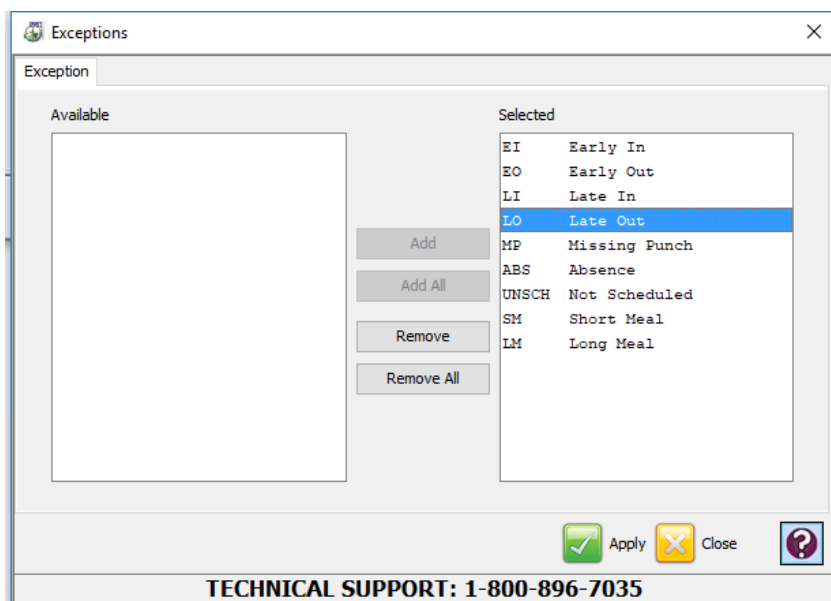 Exceptions
Exception
Available
Selected
EI Early In
EO Early Out
LI Late In
LO Late Out
MP Missing Punch
ABS Absence
UNSCH Not Scheduled
SM Short Meal
LM Long Meal
Add
Add All
Remove
Remove All
Apply
Close
TECHNICAL SUPPORT: 1-800-896-7035